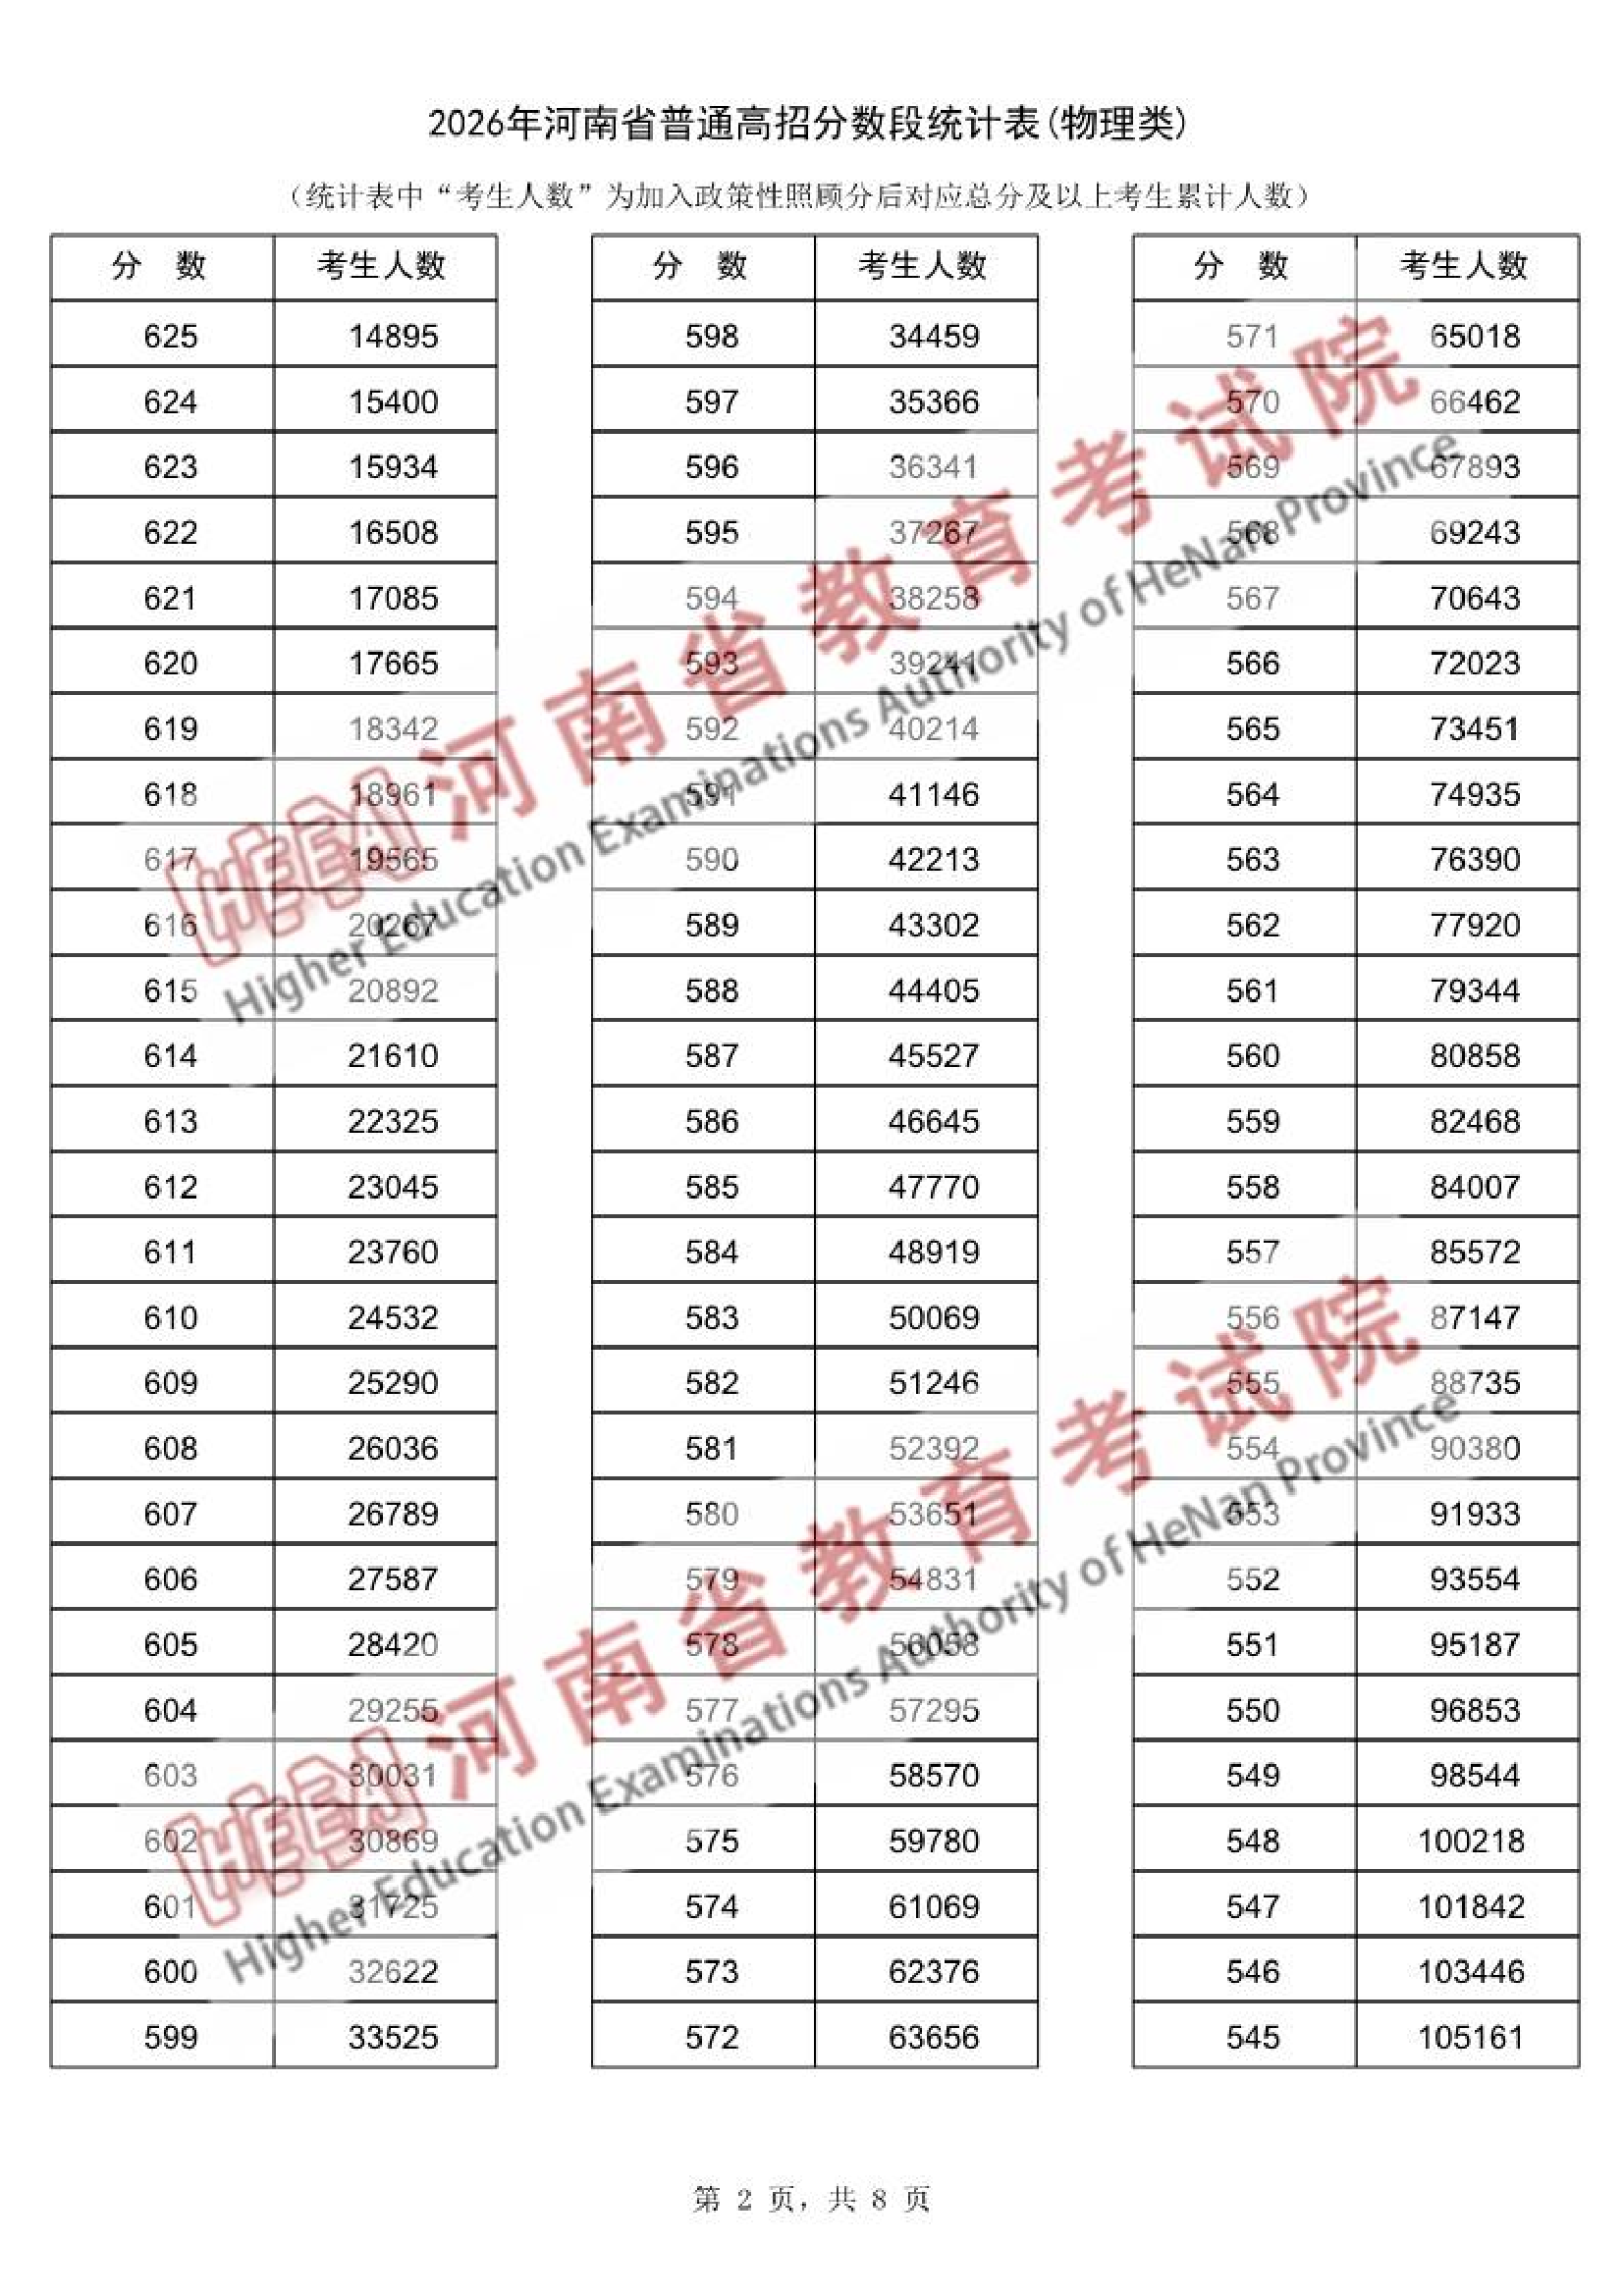 2026年河南省普通高招分数段统计表(物理类)
（统计表中“考生人数”为加入政策性照顾分后对应总分及以上考生累计人数）
分 数 考生人数 分 数 考生人数 分 数 考生人数
625 14895 598 34459 571 65018
624 15400 597 35366 570 66462
623 15934 596 36341 569 67893
622 16508 595 37267 568 69243
621 17085 594 38258 567 70643
620 17665 593 566 72023
619 18342 592 40214 565 73451
618 18961 591 41146 564 74935
617 19565 590 42213 563 76390
616 20267 589 43302 562 77920
615 20892 588 44405 561 79344
614 21610 587 45527 560 80858
613 22325 586 46645 559 82468
612 23045 585 47770 558 84007
611 23760 584 48919 557 85572
610 24532 583 50069 556 87147
609 25290 582 51246 555 88735
608 26036 581 52392 554 90380
607 26789 580 53651 553 91933
606 27587 579 54831 552 93554
605 28420 578 56058 551 95187
604 29255 577 57295 550 96853
603 30031 576 58570 549 98544
602 30869 575 59780 548 100218
601 31725 574 61069 547 101842
600 32622 573 62376 546 103446
599 33525 572 63656 545 105161
HEEA 河南省教育考试院
Higher Education Examinations Authority of HeNan Province
HEEA 河南省教育考试院
Higher Education Examinations Authority of HeNan Province
第 2 页，共 8 页